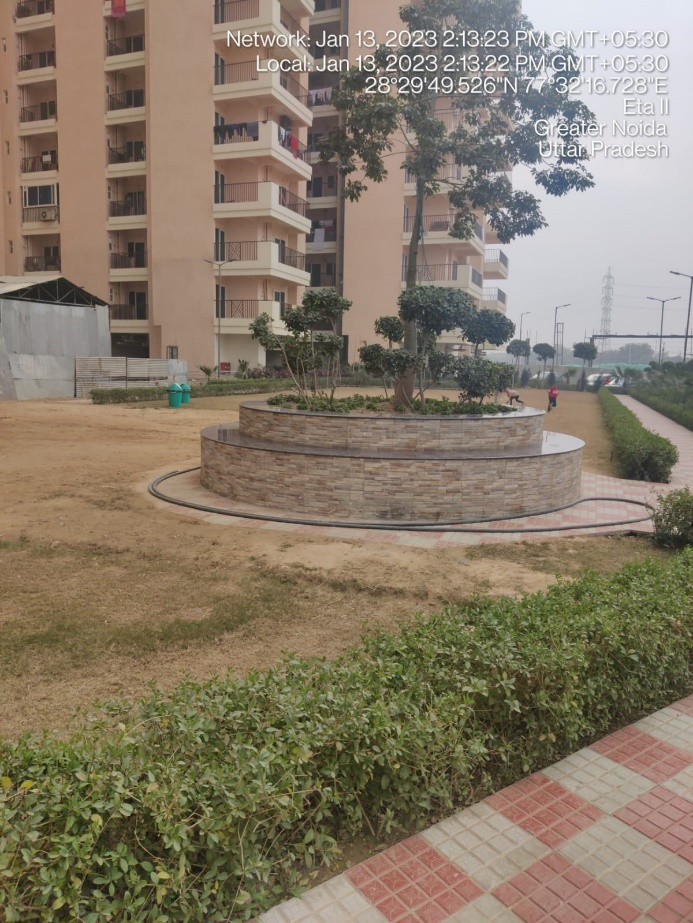 Network: Jan 13, 2023 2:13:23 PM GMT+05:30
Local: Jan 13, 2023 2:13:22 PM GMT+05:30
28°29'49.526"N 77°32'16.728"E
Eta II
Greater Noida
Uttar Pradesh